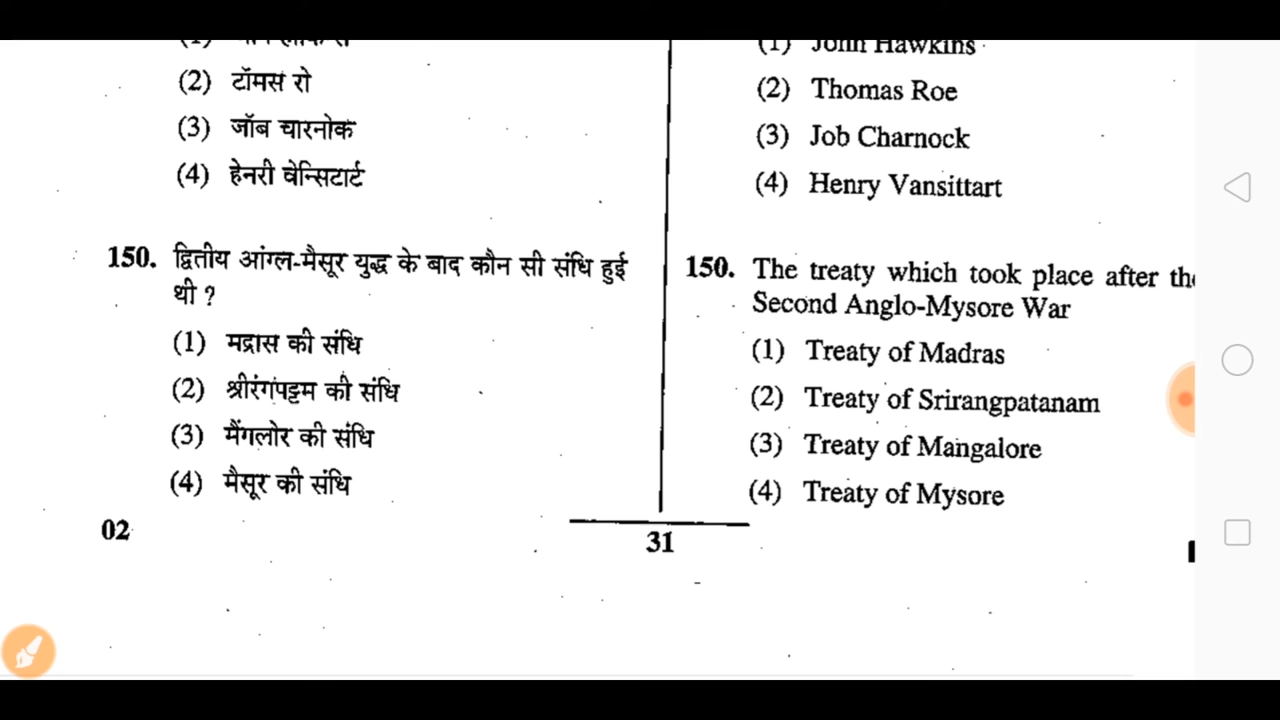 (2) टॉमस रो
(3) जॉब चारनोक
(4) हेनरी वेन्सिटार्ट
150. द्वितीय आंग्ल-मैसूर युद्ध के बाद कौन सी संधि हुई
थी ?
(1) मद्रास की संधि
(2) श्रीरंगपट्टम की संधि
(3) मैंगलोर की संधि
(4) मैसूर की संधि
02
(1) John Hawkins
(2) Thomas Roe
(3) Job Charnock
(4) Henry Vansittart
150. The treaty which took place after the
Second Anglo-Mysore War
(1) Treaty of Madras
(2) Treaty of Srirangpatanam
(3) Treaty of Mangalore
(4) Treaty of Mysore
31